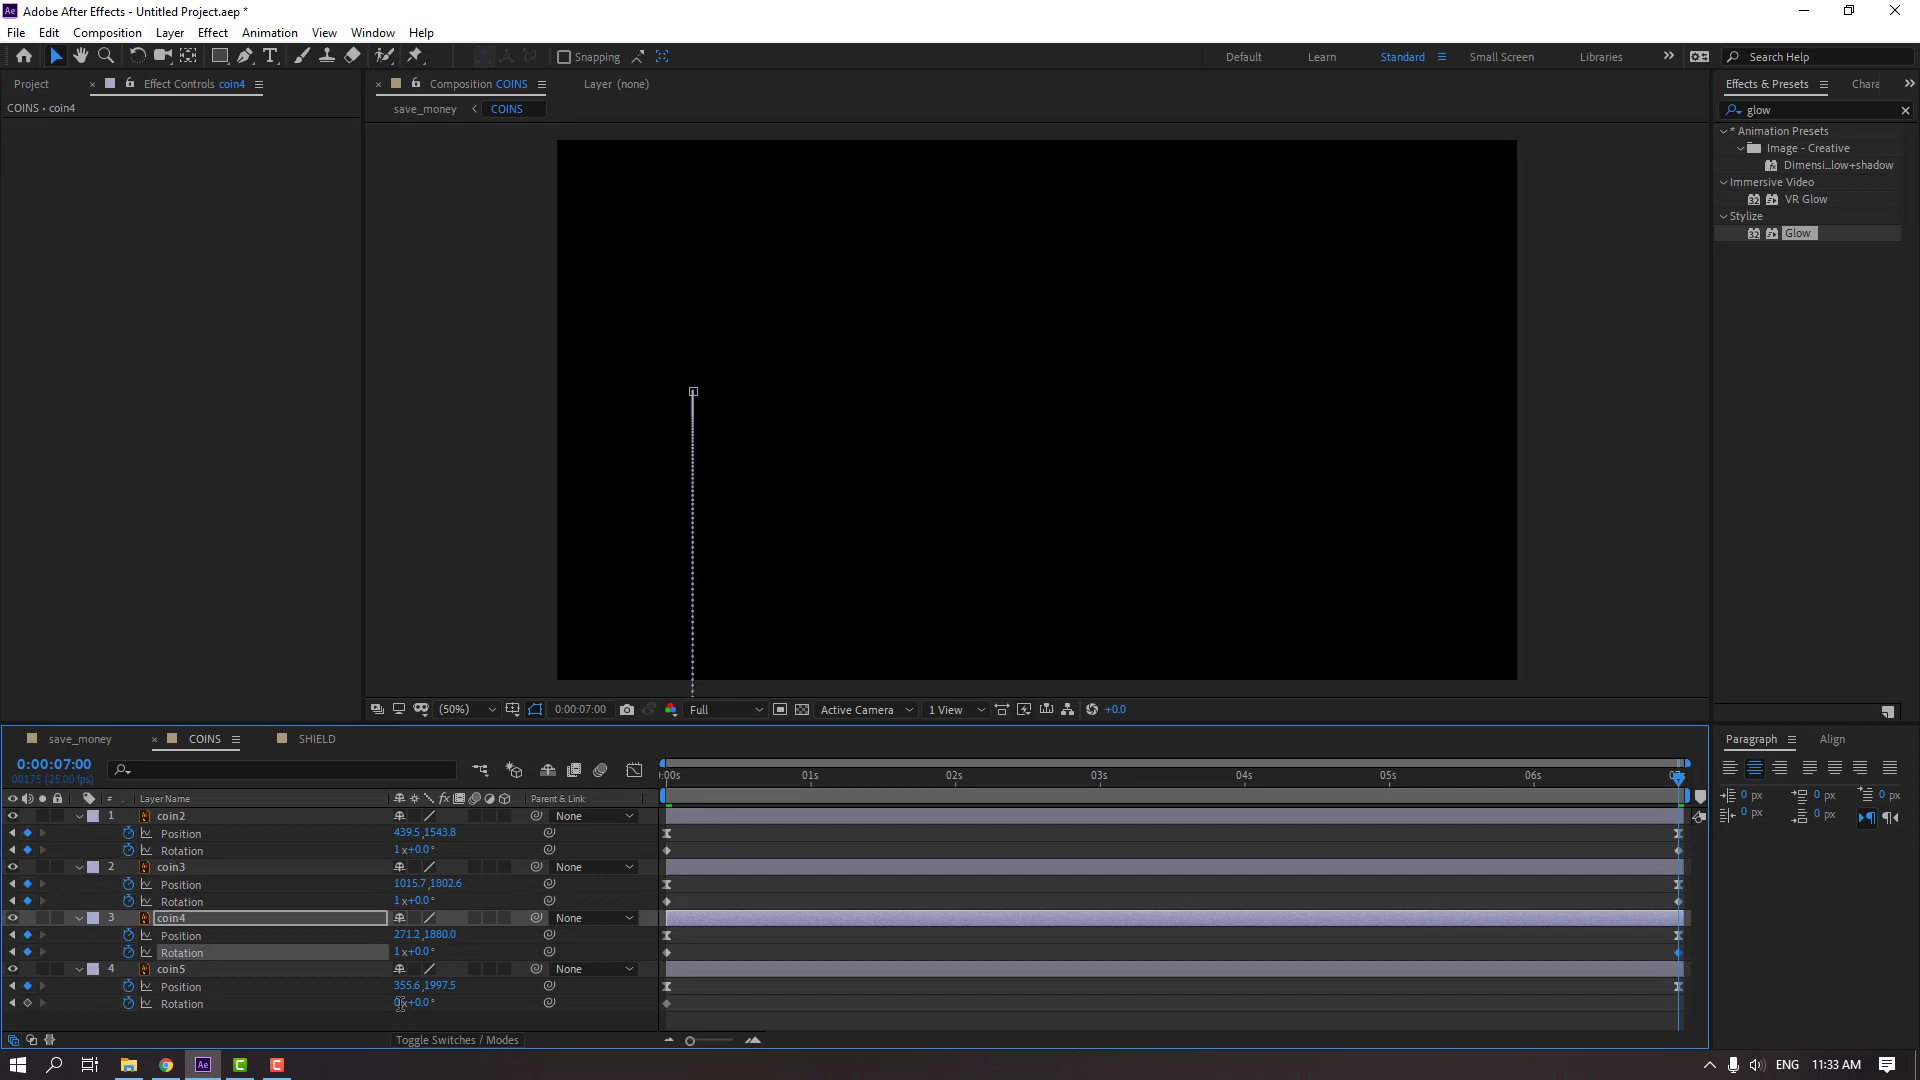 Adobe After Effects - Untitled Project.aep *
File Edit Composition Layer Effect Animation View Window Help
Snapping Default Learn Standard Small Screen Libraries Search Help
Project Effect Controls coin4 Composition COINS Layer (none) Effects & Presets Chara
COINS • coin4 save_money COINS glow
* Animation Presets
Image - Creative
Dimensi...low+shadow
Immersive Video
VR Glow
Stylize
Glow
(50%) 0:00:07:00 Full Active Camera 1 View +0.0
save_money COINS SHIELD Paragraph Align
0:00:07:00
00175 (25.00 fps)
:00s 01s 02s 03s 04s 05s 06s
# Layer Name Parent & Link
0 px 0 px 0 px
0 px 0 px
1 coin2 None
Position 439.5,1543.8
Rotation 1x+0.0°
2 coin3 None
Position 1015.7,1802.6
Rotation 1x+0.0°
3 coin4 None
Position 271.2,1880.0
Rotation 1x+0.0°
4 coin5 None
Position 355.6,1997.5
Rotation 0x+0.0°
Toggle Switches / Modes
Ae ENG 11:33 AM